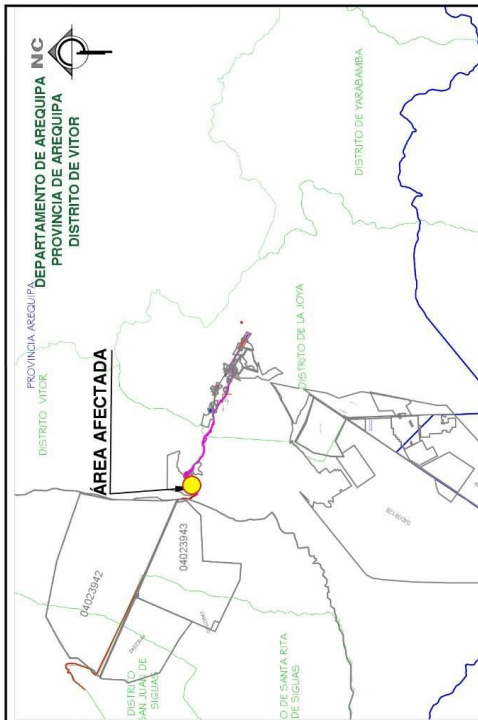 NC
DEPARTAMENTO DE AREQUIPA
PROVINCIA DE AREQUIPA
DISTRITO DE VITOR
PROVINCIA AREQUIPA
DISTRITO VITOR
ÁREA AFECTADA
DISTRITO DE YARABAMBA
DISTRITO DE LA JOYA
04023942
04023943
DISTRITO
SAN JUAN DE
SIGUAS
O DE SANTA RITA
DE SIGUAS